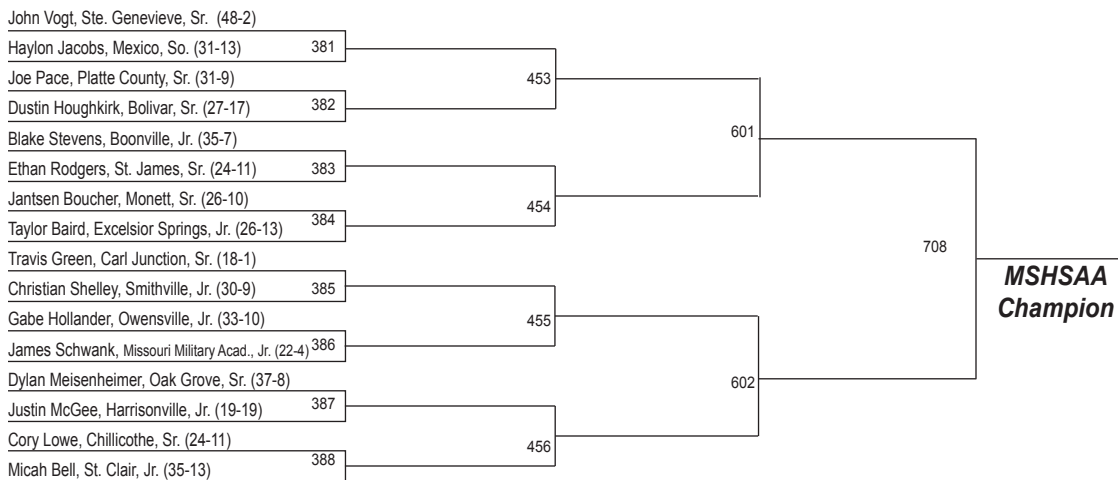 John Vogt, Ste. Genevieve, Sr. (48-2)
Haylon Jacobs, Mexico, So. (31-13)
381
Joe Pace, Platte County, Sr. (31-9)
453
Dustin Houghkirk, Bolivar, Sr. (27-17)
382
Blake Stevens, Boonville, Jr. (35-7)
601
Ethan Rodgers, St. James, Sr. (24-11)
383
Jantsen Boucher, Monett, Sr. (26-10)
454
Taylor Baird, Excelsior Springs, Jr. (26-13)
384
Travis Green, Carl Junction, Sr. (18-1)
708
Christian Shelley, Smithville, Jr. (30-9)
385
MSHSAA
Champion
Gabe Hollander, Owensville, Jr. (33-10)
455
James Schwank, Missouri Military Acad., Jr. (22-4)
386
Dylan Meisenheimer, Oak Grove, Sr. (37-8)
602
Justin McGee, Harrisonville, Jr. (19-19)
387
Cory Lowe, Chillicothe, Sr. (24-11)
456
Micah Bell, St. Clair, Jr. (35-13)
388